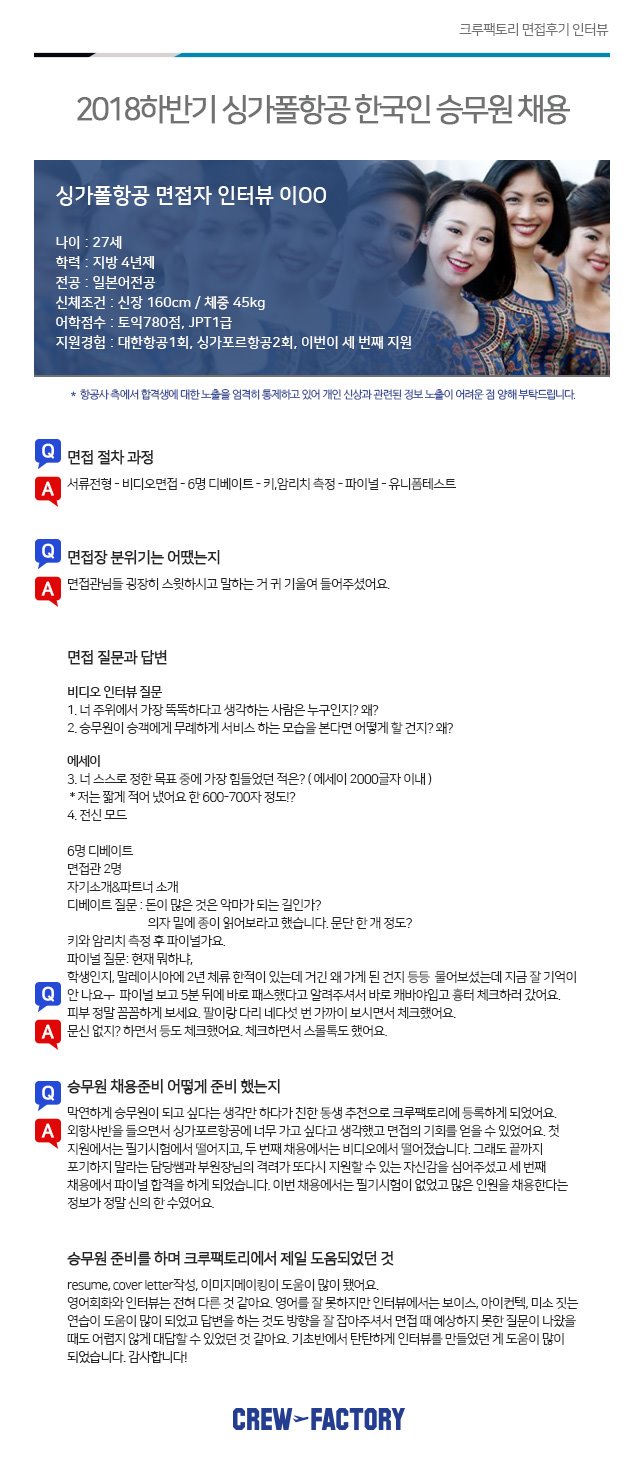 크루팩토리 면접후기 인터뷰
2018하반기 싱가폴항공 한국인 승무원 채용
싱가폴항공 면접자 인터뷰 이OO
나이 : 27세
학력 : 지방 4년제
전공 : 일본어전공
신체조건 : 신장 160cm / 체중 45kg
어학점수 : 토익780점, JPT1급
지원경험 : 대한항공1회, 싱가포르항공2회, 이번이 세 번째 지원
* 항공사 측에서 합격생에 대한 노출을 엄격히 통제하고 있어 개인 신상과 관련된 정보 노출이 어려운 점 양해 부탁드립니다.
Q 면접 절차 과정
A 서류전형 - 비디오면접 - 6명 디베이트 - 키,암리치 측정 - 파이널 - 유니폼테스트
Q 면접장 분위기는 어땠는지
A 면접관님들 굉장히 스윗하시고 말하는 거 귀 기울여 들어주셨어요.
면접 질문과 답변
비디오 인터뷰 질문
1. 너 주위에서 가장 똑똑하다고 생각하는 사람은 누구인지? 왜?
2. 승무원이 승객에게 무례하게 서비스 하는 모습을 본다면 어떻게 할 건지? 왜?
에세이
3. 너 스스로 정한 목표 중에 가장 힘들었던 적은? ( 에세이 2000글자 이내 )
* 저는 짧게 적어 냈어요 한 600-700자 정도!?
4. 전신 모드
6명 디베이트
면접관 2명
자기소개&파트너 소개
디베이트 질문 : 돈이 많은 것은 악마가 되는 길인가?
의자 밑에 종이 읽어보라고 했습니다. 문단 한 개 정도?
키와 암리치 측정 후 파이널가요.
파이널 질문: 현재 뭐하냐,
학생인지, 말레이시아에 2년 체류 한적이 있는데 거긴 왜 가게 된 건지 등등 물어보셨는데 지금 잘 기억이
Q 안 나요ㅜ 파이널 보고 5분 뒤에 바로 패스했다고 알려주셔서 바로 캐바야입고 흉터 체크하러 갔어요.
피부 정말 꼼꼼하게 보세요. 팔이랑 다리 네다섯 번 가까이 보시면서 체크했어요.
A 문신 없지? 하면서 등도 체크했어요. 체크하면서 스몰톡도 했어요.
Q 승무원 채용준비 어떻게 준비 했는지
막연하게 승무원이 되고 싶다는 생각만 하다가 친한 동생 추천으로 크루팩토리에 등록하게 되었어요.
A 외항사반을 들으면서 싱가포르항공에 너무 가고 싶다고 생각했고 면접의 기회를 얻을 수 있었어요. 첫
지원에서는 필기시험에서 떨어지고, 두 번째 채용에서는 비디오에서 떨어졌습니다. 그래도 끝까지
포기하지 말라는 담당쌤과 부원장님의 격려가 또다시 지원할 수 있는 자신감을 심어주셨고 세 번째
채용에서 파이널 합격을 하게 되었습니다. 이번 채용에서는 필기시험이 없었고 많은 인원을 채용한다는
정보가 정말 신의 한 수였어요.
승무원 준비를 하며 크루팩토리에서 제일 도움되었던 것
resume, cover letter작성, 이미지메이킹이 도움이 많이 됐어요.
영어회화와 인터뷰는 전혀 다른 것 같아요. 영어를 잘 못하지만 인터뷰에서는 보이스, 아이컨텍, 미소 짓는
연습이 도움이 많이 되었고 답변을 하는 것도 방향을 잘 잡아주셔서 면접 때 예상하지 못한 질문이 나왔을
때도 어렵지 않게 대답할 수 있었던 것 같아요. 기초반에서 탄탄하게 인터뷰를 만들었던 게 도움이 많이
되었습니다. 감사합니다!
CREW FACTORY